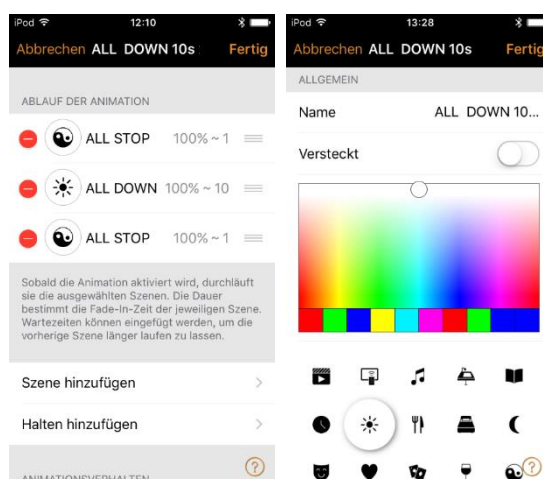 iPod 12:10
Abbrechen ALL DOWN 10s Fertig
ABLAUF DER ANIMATION
ALL STOP 100% ~ 1
ALL DOWN 100% ~ 10
ALL STOP 100% ~ 1
Sobald die Animation aktiviert wird, durchläuft
sie die ausgewählten Szenen. Die Dauer
bestimmt die Fade-In-Zeit der jeweiligen Szene.
Wartezeiten können eingefügt werden, um die
vorherige Szene länger laufen zu lassen.
Szene hinzufügen
Halten hinzufügen
?
ANIMATIONSVERHALTEN
iPod 13:28
Abbrechen ALL DOWN 10s Fertig
ALLGEMEIN
Name ALL DOWN 10...
Versteckt
?